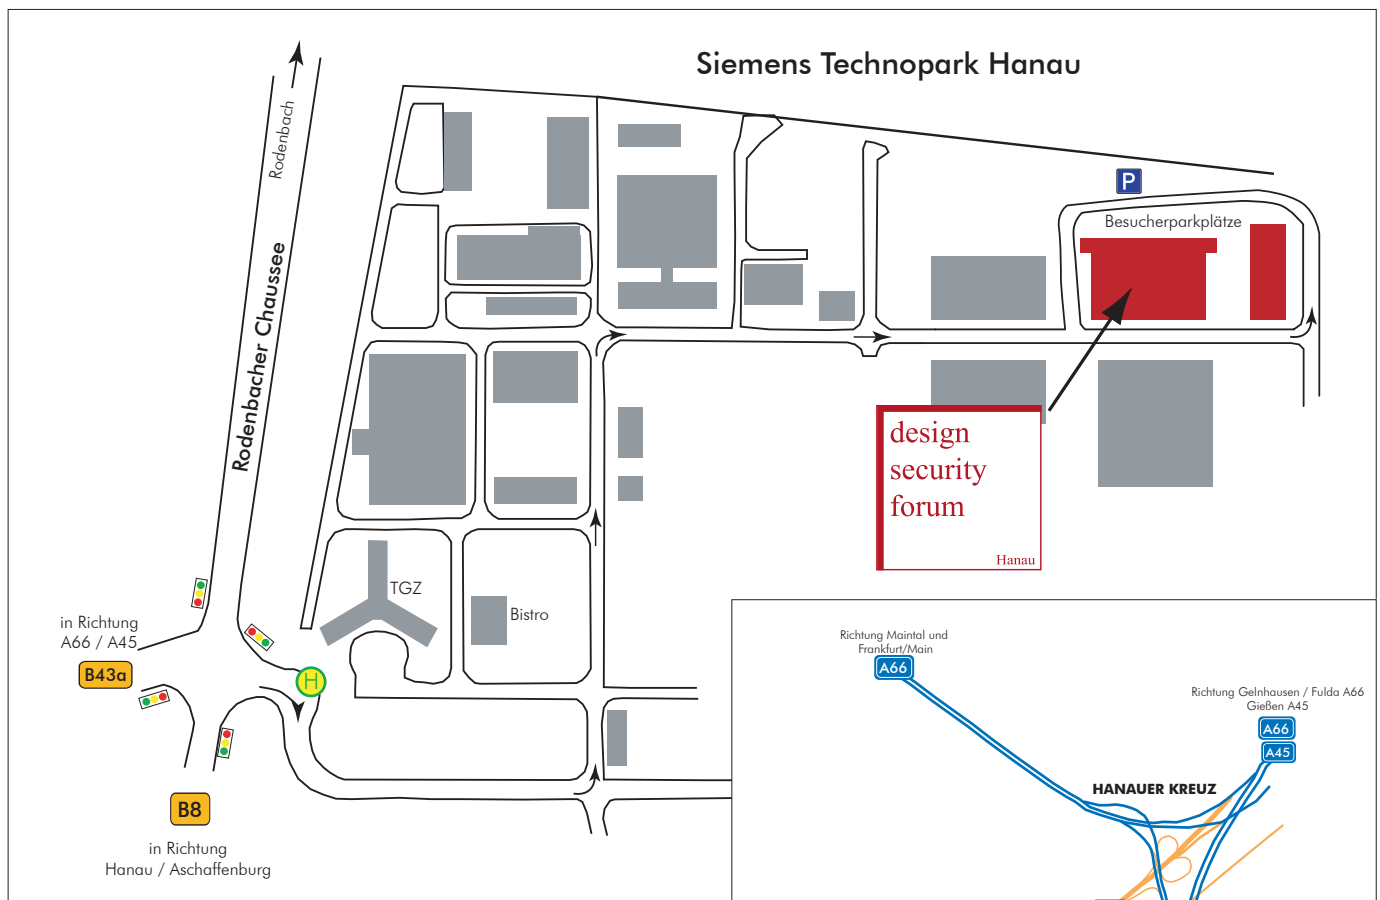 Siemens Technopark Hanau
Rodenbach
Rodenbacher Chaussee
P
Besucherparkplätze
design
security
forum
Hanau
TGZ
Bistro
in Richtung
A66 / A45
B43a
H
B8
in Richtung
Hanau / Aschaffenburg
Richtung Maintal und
Frankfurt/Main
A66
Richtung Gelnhausen / Fulda A66
Gießen A45
A66
A45
HANAUER KREUZ